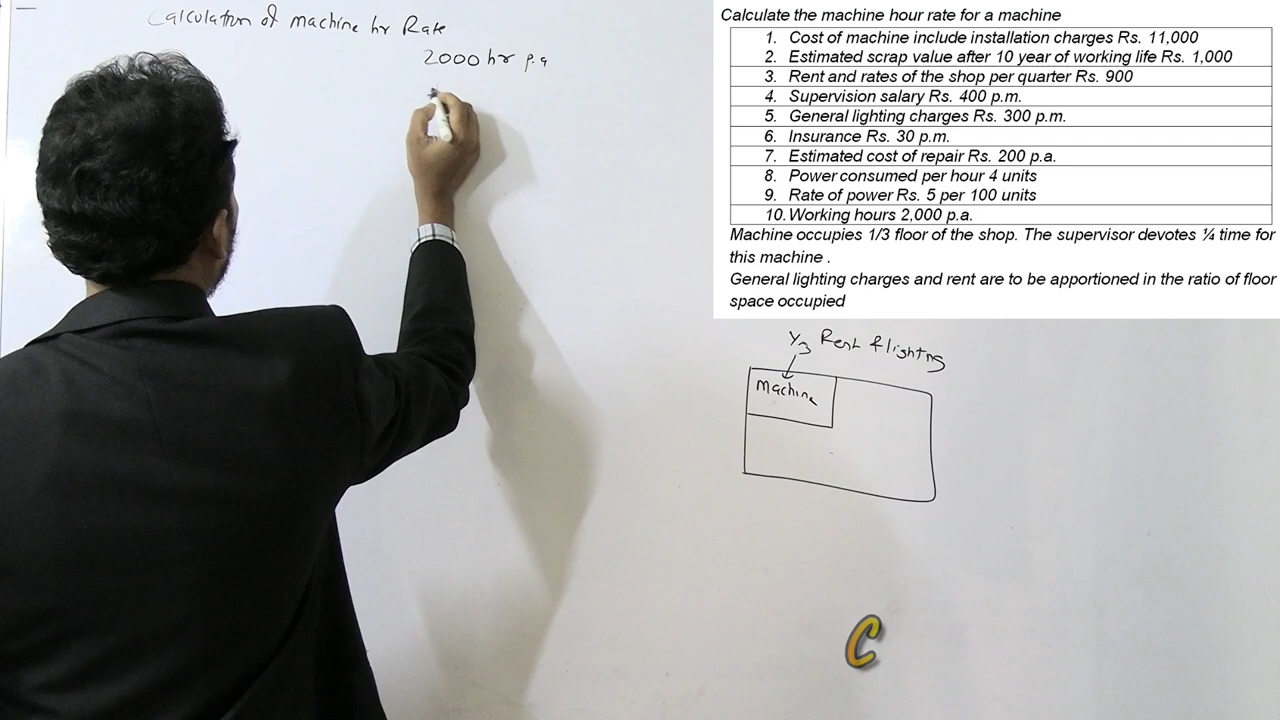 Calculation of machine hr Rate
2000 hr p.a
Calculate the machine hour rate for a machine
1. Cost of machine include installation charges Rs. 11,000
2. Estimated scrap value after 10 year of working life Rs. 1,000
3. Rent and rates of the shop per quarter Rs. 900
4. Supervision salary Rs. 400 p.m.
5. General lighting charges Rs. 300 p.m.
6. Insurance Rs. 30 p.m.
7. Estimated cost of repair Rs. 200 p.a.
8. Power consumed per hour 4 units
9. Rate of power Rs. 5 per 100 units
10. Working hours 2,000 p.a.
Machine occupies 1/3 floor of the shop. The supervisor devotes ¼ time for
this machine .
General lighting charges and rent are to be apportioned in the ratio of floor
space occupied
1/3 Rent & lighting
Machine
C